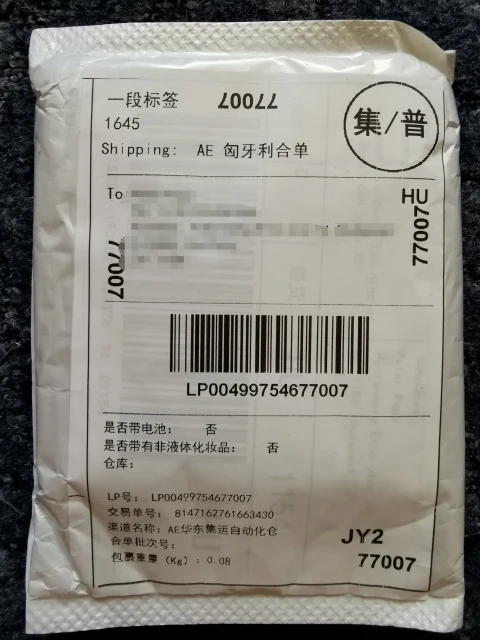 一段标签
77007
集/普
1645
Shipping: AE 匈牙利合单
To
HU
77007
77007
LP00499754677007
是否带电池: 否
是否带有非液体化妆品: 否
仓库:
LP号: LP00499754677007
交易单号: 8147162761663430
渠道名称: AE华东集运自动化仓
合单批次号:
包裹重量 (Kg) : 0.08
JY2
77007